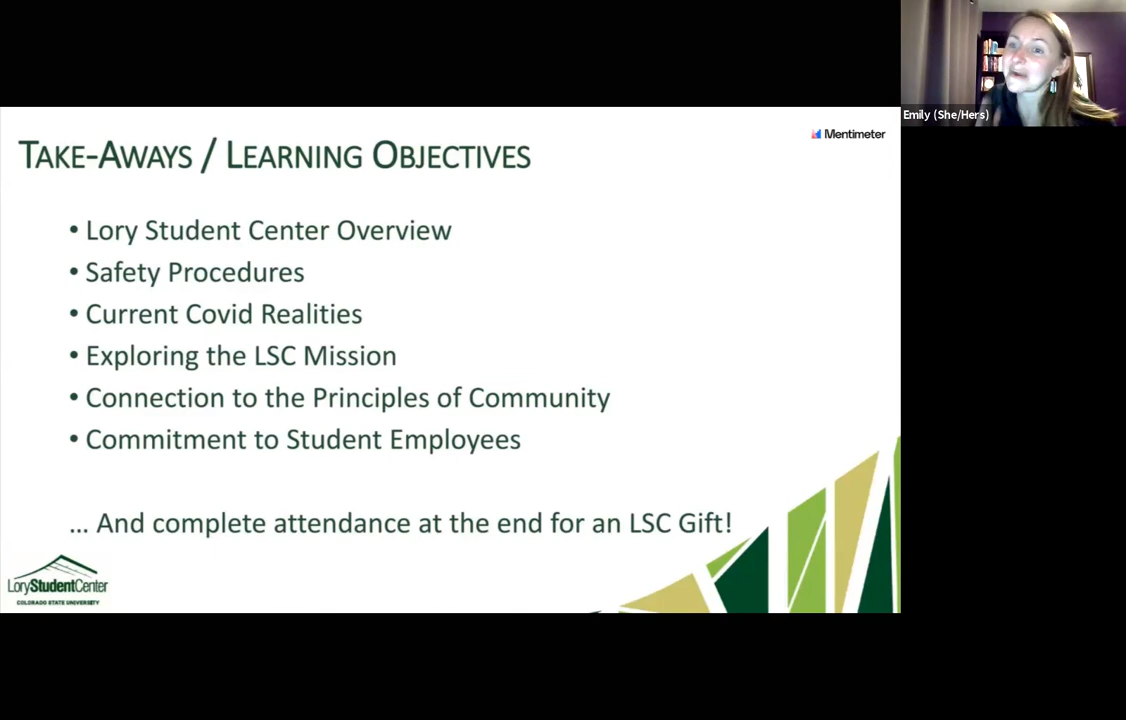 Emily (She/Hers)
Mentimeter
TAKE-AWAYS / LEARNING OBJECTIVES
• Lory Student Center Overview
• Safety Procedures
• Current Covid Realities
• Exploring the LSC Mission
• Connection to the Principles of Community
• Commitment to Student Employees
... And complete attendance at the end for an LSC Gift!
LoryStudentCenter
COLORADO STATE UNIVERSITY